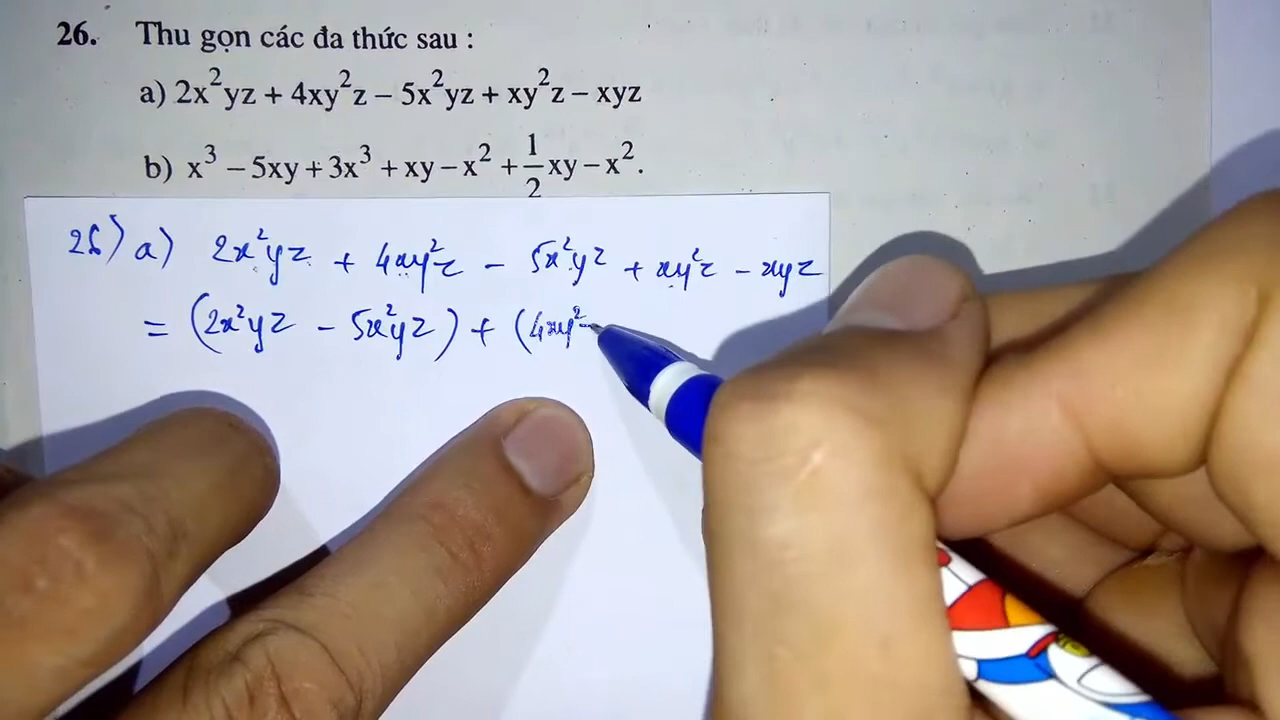 26. Thu gọn các đa thức sau :
a) 2x²yz + 4xy²z – 5x²yz + xy²z – xyz
b) x³ – 5xy + 3x³ + xy – x² + 1/2 xy – x².
26) a) 2x²yz + 4xy²z - 5x²yz + xy²z - xyz
= (2x²yz - 5x²yz) + (4xy²